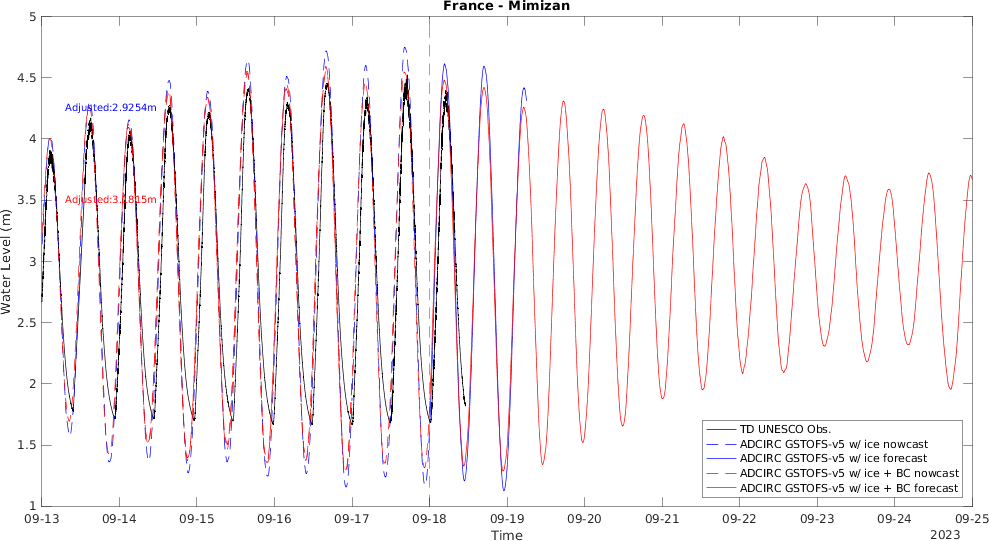 France - Mimizan
Water Level (m)
5
4.5
4
3.5
3
2.5
2
1.5
1
Adjusted:2.9254m
TD UNESCO Obs.
ADCIRC GSTOFS-v5 w/ ice nowcast
ADCIRC GSTOFS-v5 w/ ice forecast
ADCIRC GSTOFS-v5 w/ ice + BC nowcast
ADCIRC GSTOFS-v5 w/ ice + BC forecast
09-13 09-14 09-15 09-16 09-17 09-18 09-19 09-20 09-21 09-22 09-23 09-24 09-25
Time
2023